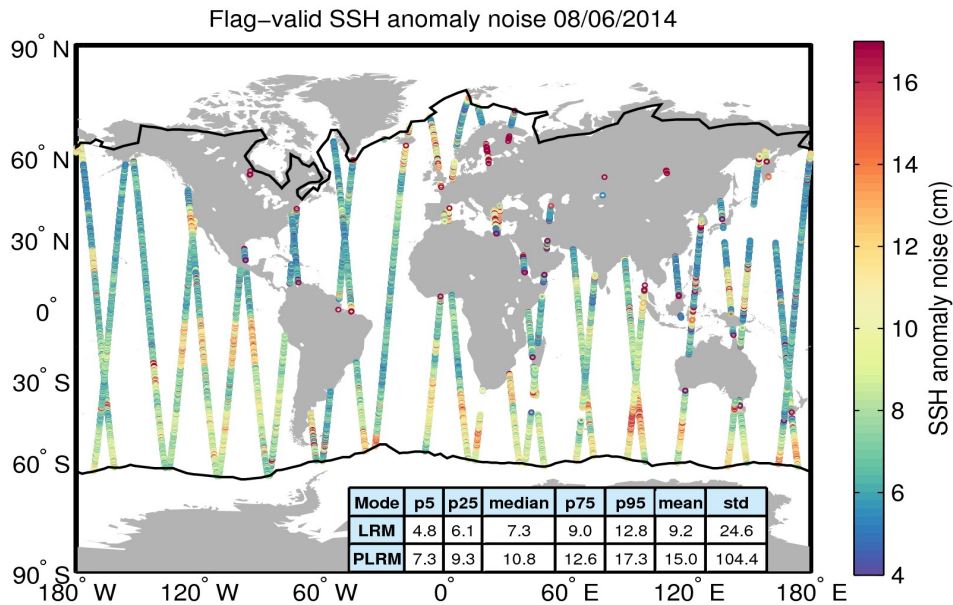 Flag−valid SSH anomaly noise 08/06/2014
90° N
60° N
30° N
0°
30° S
60° S
90° S
180° W
120° W
60° W
0°
60° E
120° E
180° E
16
14
12
10
8
6
4
SSH anomaly noise (cm)
Mode p5 p25 median p75 p95 mean std
LRM 4.8 6.1 7.3 9.0 12.8 9.2 24.6
PLRM 7.3 9.3 10.8 12.6 17.3 15.0 104.4